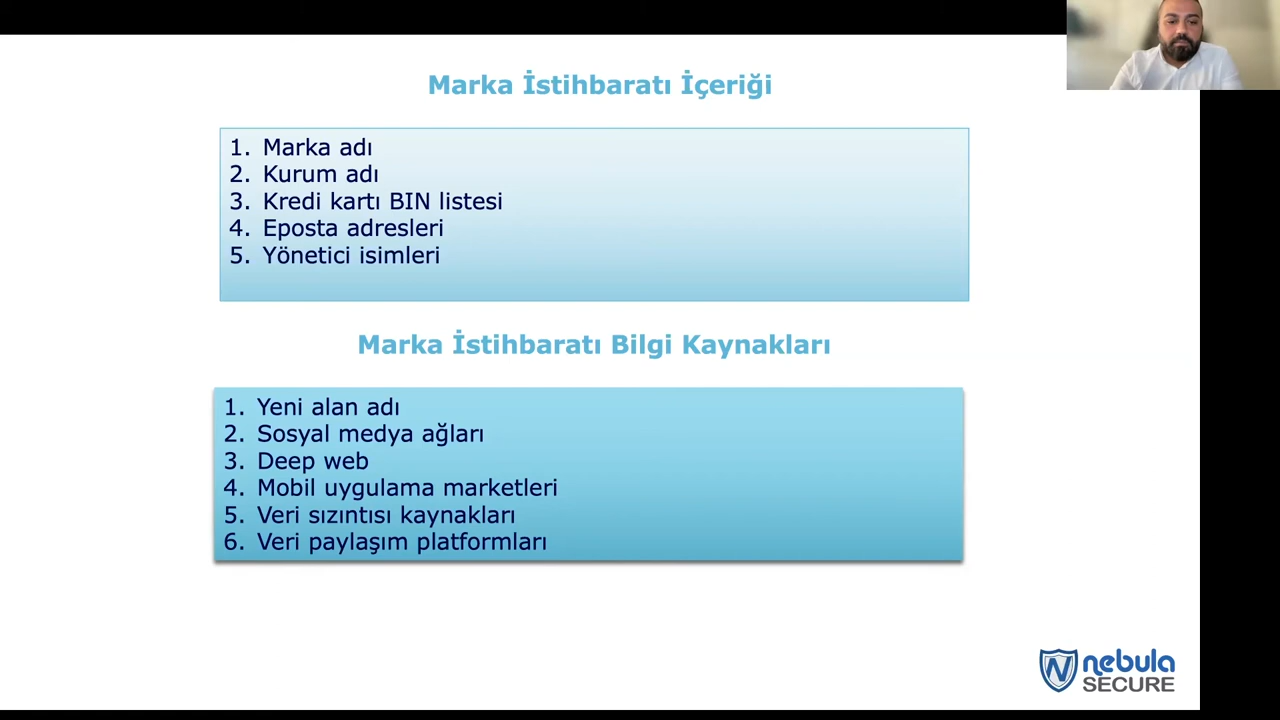 Marka İstihbaratı İçeriği
1. Marka adı
2. Kurum adı
3. Kredi kartı BIN listesi
4. Eposta adresleri
5. Yönetici isimleri
Marka İstihbaratı Bilgi Kaynakları
1. Yeni alan adı
2. Sosyal medya ağları
3. Deep web
4. Mobil uygulama marketleri
5. Veri sızıntısı kaynakları
6. Veri paylaşım platformları
N nebula
SECURE